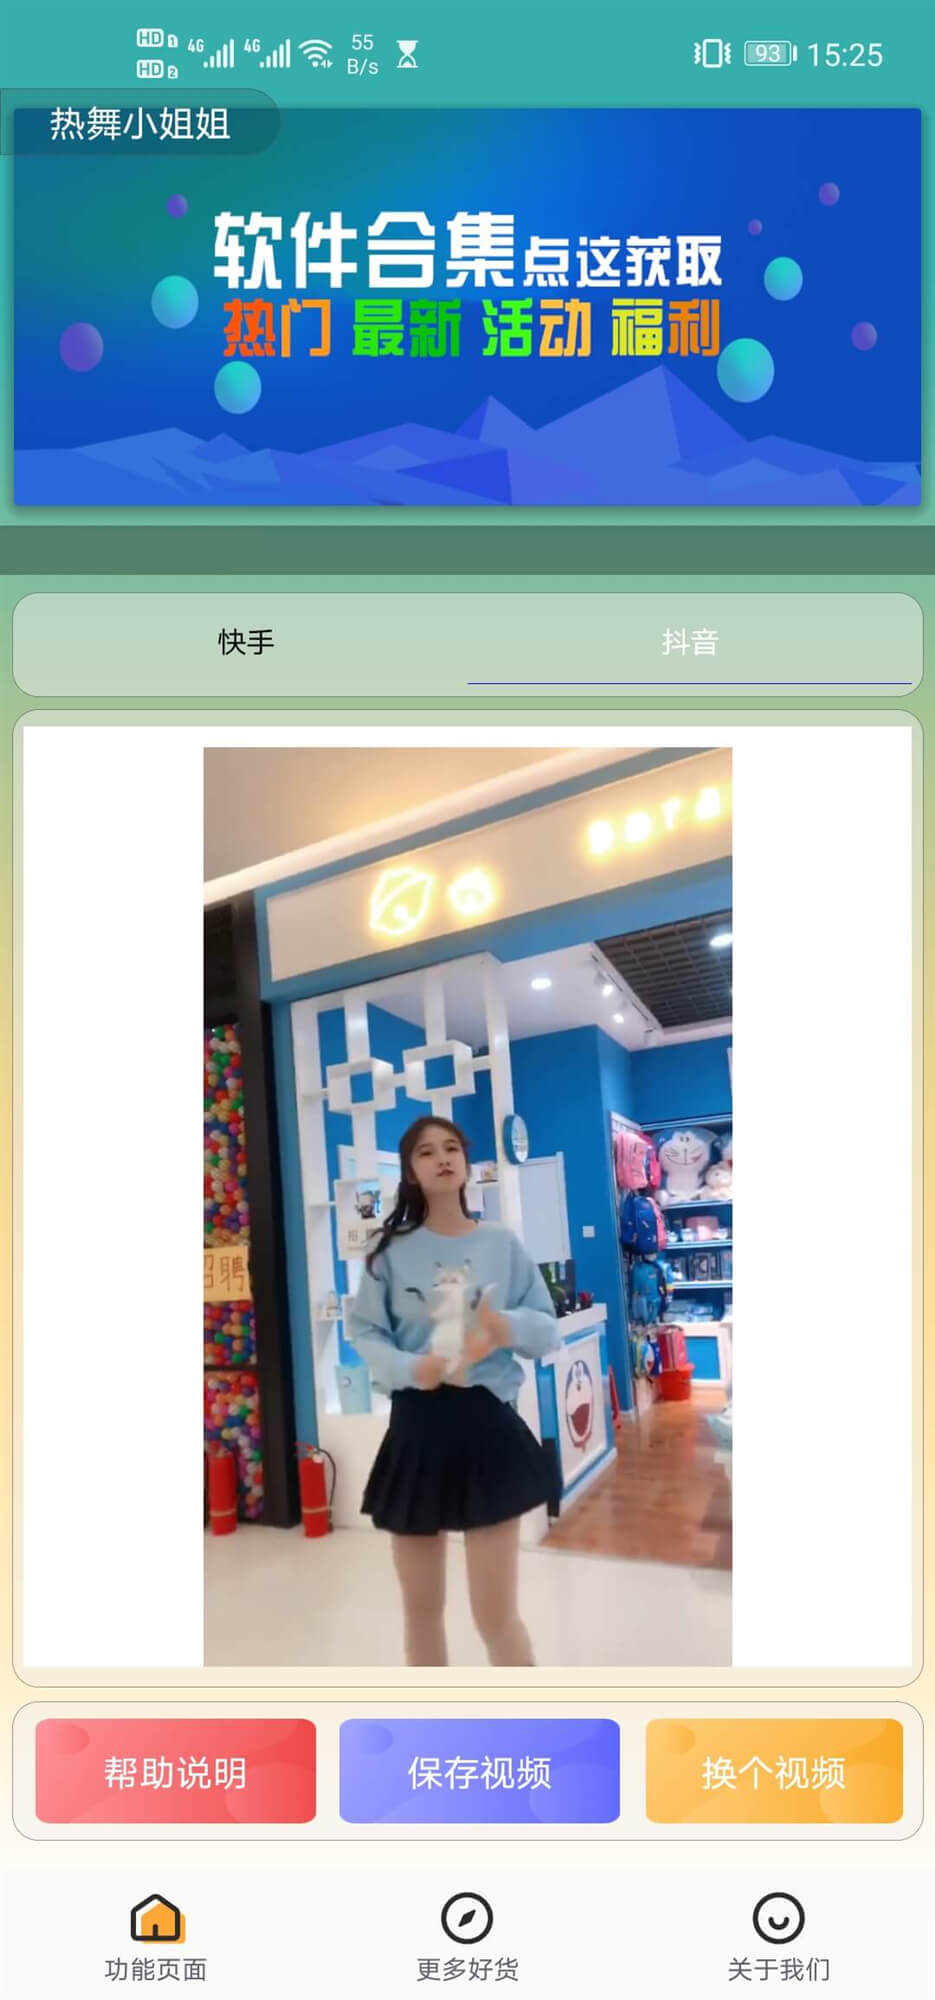 HD 1 4G 4G 55 93 15:25
HD 2 B/s
热舞小姐姐
软件合集点这获取
热门 最新 活动 福利
快手 抖音
招聘
帮助说明 保存视频 换个视频
功能页面 更多好货 关于我们